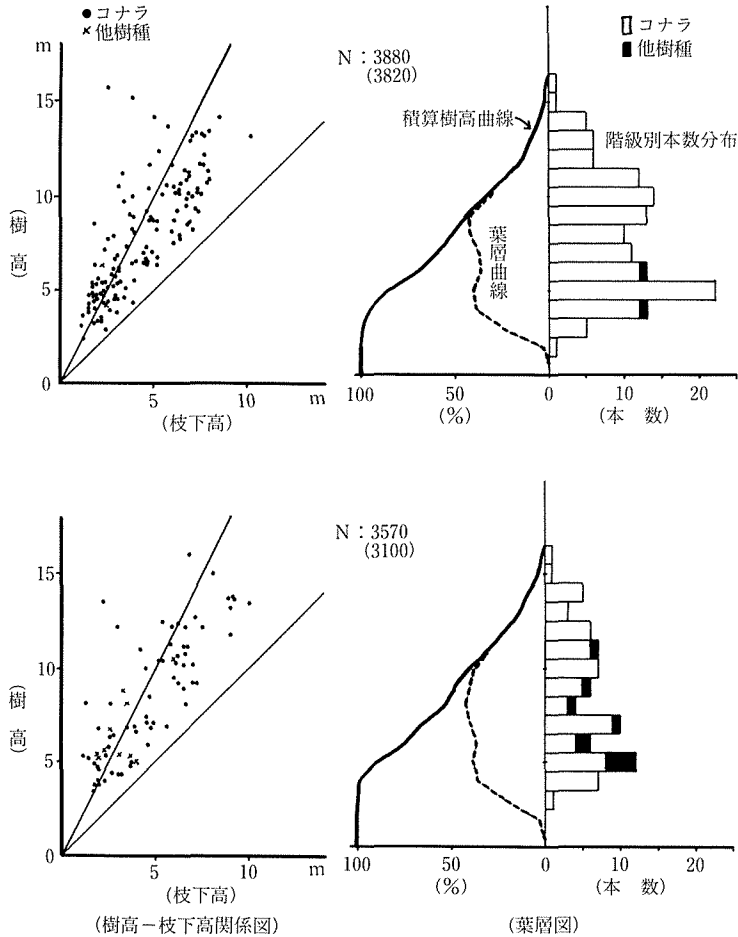 ● コナラ
× 他樹種
m
15
10
5
0
(樹高)
5
10
m
(枝下高)
N：3880
(3820)
コナラ
他樹種
積算樹高曲線
階級別本数分布
葉層曲線
100
50
0
10
20
(%)
(本 数)
15
10
5
0
(樹高)
5
10
m
(枝下高)
(樹高－枝下高関係図)
N：3570
(3100)
100
50
0
10
20
(%)
(本 数)
(葉層図)